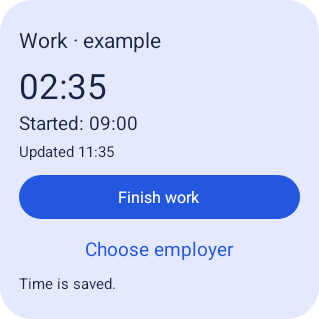 Work · example
02:35
Started: 09:00
Updated 11:35
Finish work
Choose employer
Time is saved.